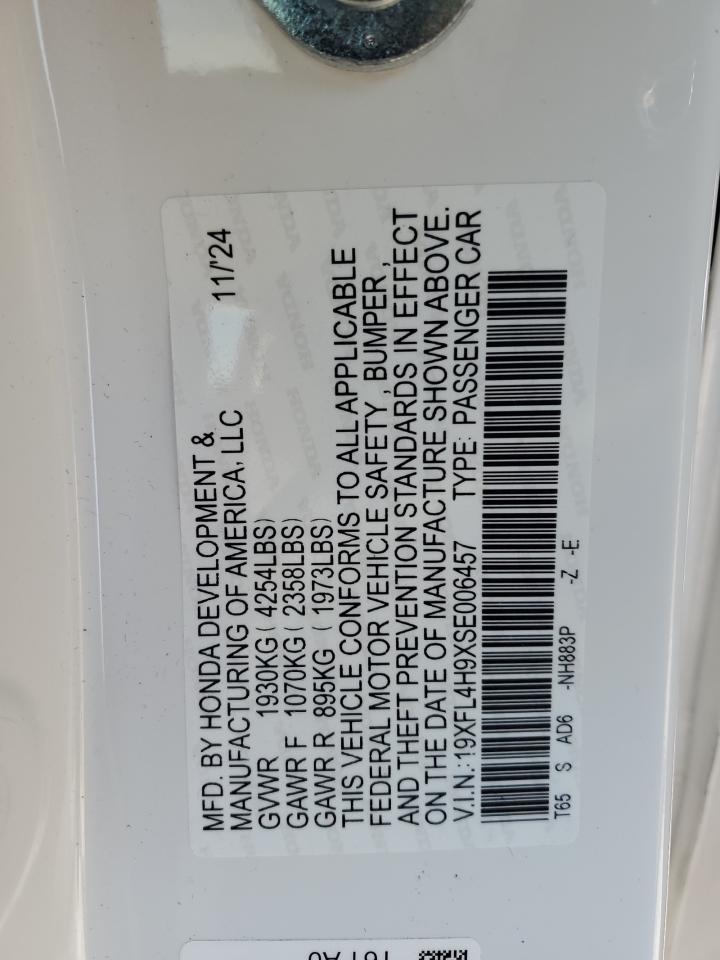 MFD. BY HONDA DEVELOPMENT &
MANUFACTURING OF AMERICA, LLC 11/'24
GVWR 1930KG ( 4254LBS)
GAWR F 1070KG ( 2358LBS)
GAWR R 895KG ( 1973LBS)
THIS VEHICLE CONFORMS TO ALL APPLICABLE
FEDERAL MOTOR VEHICLE SAFETY , BUMPER ,
AND THEFT PREVENTION STANDARDS IN EFFECT
ON THE DATE OF MANUFACTURE SHOWN ABOVE.
V.I.N.:19XFL4H9XSE006457 TYPE: PASSENGER CAR
T65 S AD6 -NH883P -Z -E